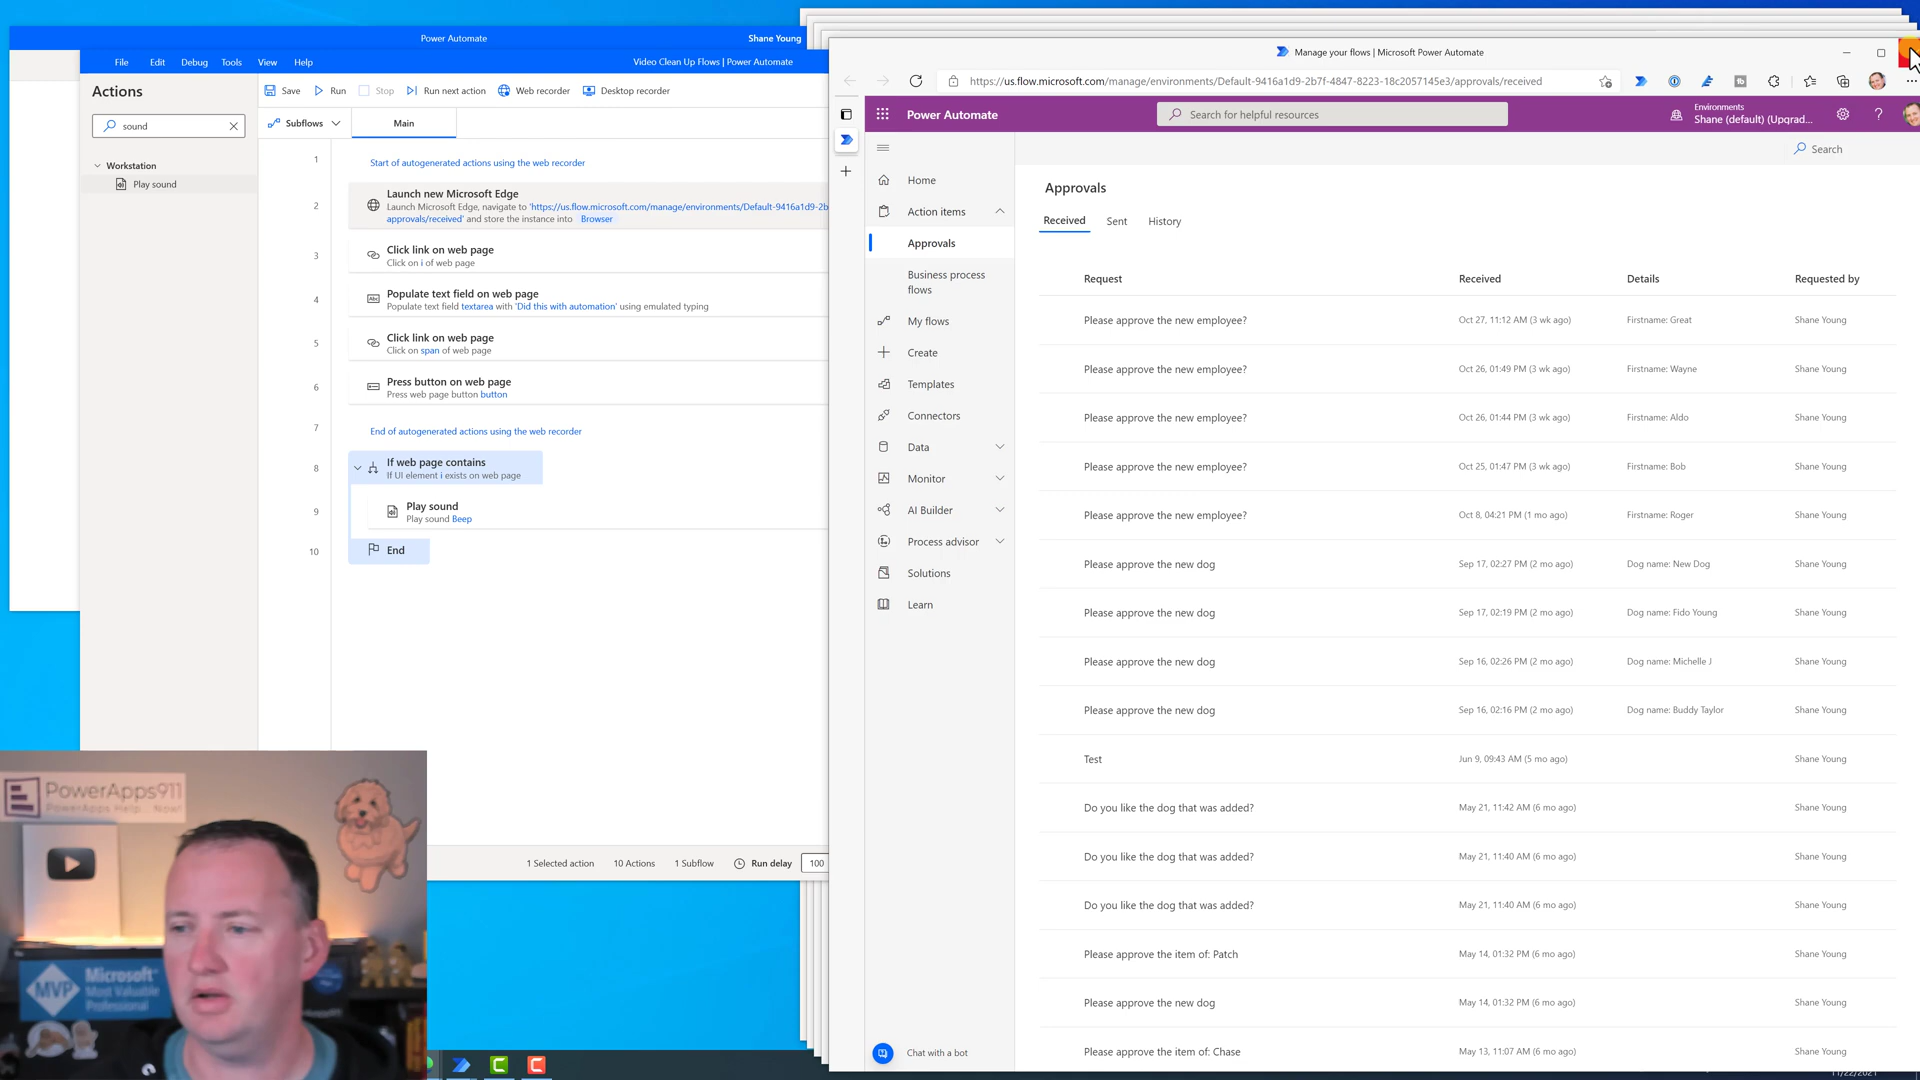 Power Automate
Shane Young
File Edit Debug Tools View Help
Video Clean Up Flows | Power Automate
Actions
sound
Workstation
Play sound
Save
Run
Stop
Run next action
Web recorder
Desktop recorder
Subflows
Main
1
Start of autogenerated actions using the web recorder
2
Launch new Microsoft Edge
Launch Microsoft Edge, navigate to 'https://us.flow.microsoft.com/manage/environments/Default-9416a1d9-2b
approvals/received' and store the instance into Browser
3
Click link on web page
Click on i of web page
4
Populate text field on web page
Populate text field textarea with 'Did this with automation' using emulated typing
5
Click link on web page
Click on span of web page
6
Press button on web page
Press web page button button
7
End of autogenerated actions using the web recorder
8
If web page contains
If UI element i exists on web page
9
Play sound
Play sound Beep
10
End
1 Selected action
10 Actions
1 Subflow
Run delay
100
Manage your flows | Microsoft Power Automate
https://us.flow.microsoft.com/manage/environments/Default-9416a1d9-2b7f-4847-8223-18c2057145e3/approvals/received
Power Automate
Search for helpful resources
Environments
Shane (default) (Upgrad...
Search
Home
Action items
Approvals
Business process
flows
My flows
Create
Templates
Connectors
Data
Monitor
AI Builder
Process advisor
Solutions
Learn
Chat with a bot
Approvals
Received Sent History
Request Received Details Requested by
Please approve the new employee? Oct 27, 11:12 AM (3 wk ago) Firstname: Great Shane Young
Please approve the new employee? Oct 26, 01:49 PM (3 wk ago) Firstname: Wayne Shane Young
Please approve the new employee? Oct 26, 01:44 PM (3 wk ago) Firstname: Aldo Shane Young
Please approve the new employee? Oct 25, 01:47 PM (3 wk ago) Firstname: Bob Shane Young
Please approve the new employee? Oct 8, 04:21 PM (1 mo ago) Firstname: Roger Shane Young
Please approve the new dog Sep 17, 02:27 PM (2 mo ago) Dog name: New Dog Shane Young
Please approve the new dog Sep 17, 02:19 PM (2 mo ago) Dog name: Fido Young Shane Young
Please approve the new dog Sep 16, 02:26 PM (2 mo ago) Dog name: Michelle J Shane Young
Please approve the new dog Sep 16, 02:16 PM (2 mo ago) Dog name: Buddy Taylor Shane Young
Test Jun 9, 09:43 AM (5 mo ago) Shane Young
Do you like the dog that was added? May 21, 11:42 AM (6 mo ago) Shane Young
Do you like the dog that was added? May 21, 11:40 AM (6 mo ago) Shane Young
Do you like the dog that was added? May 21, 11:40 AM (6 mo ago) Shane Young
Please approve the item of: Patch May 14, 01:32 PM (6 mo ago) Shane Young
Please approve the new dog May 14, 01:32 PM (6 mo ago) Shane Young
Please approve the item of: Chase May 13, 11:07 AM (6 mo ago) Shane Young
PowerApps911
PowerApps Help. Now!
MVP
Microsoft
Most Valuable
Professional